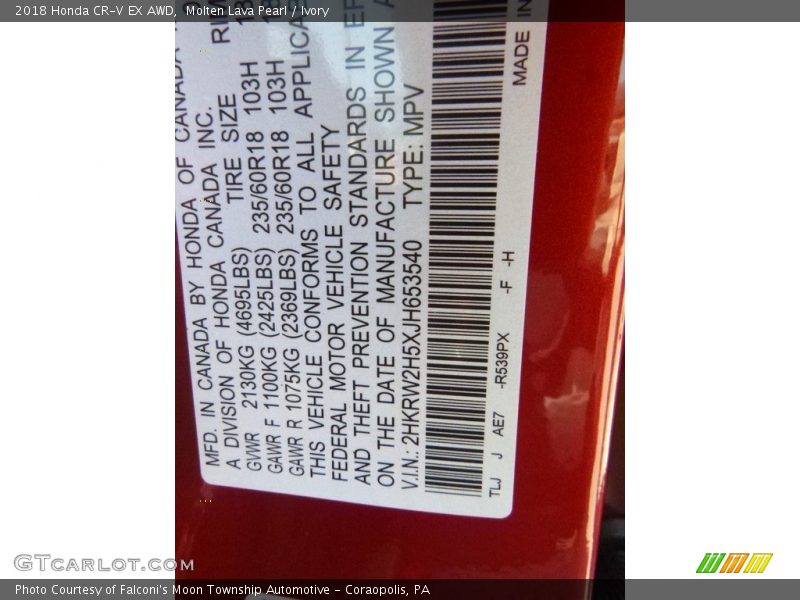 2018 Honda CR-V EX AWD, Molten Lava Pearl / Ivory
MFD. IN CANADA BY HONDA OF CANADA
A DIVISION OF HONDA CANADA INC.
TIRE SIZE
GVWR 2130KG (4695LBS)
GAWR F 1100KG (2425LBS) 235/60R18 103H
GAWR R 1075KG (2369LBS) 235/60R18 103H
THIS VEHICLE CONFORMS TO ALL
FEDERAL MOTOR VEHICLE SAFETY
AND THEFT PREVENTION STANDARDS IN
ON THE DATE OF MANUFACTURE SHOWN
V.I.N.: 2HKRW2H5XJH653540 TYPE: MPV
TLJ J AE7 -R539PX -F -H
MADE IN
GTCARLOT.COM
Photo Courtesy of Falconi's Moon Township Automotive - Coraopolis, PA